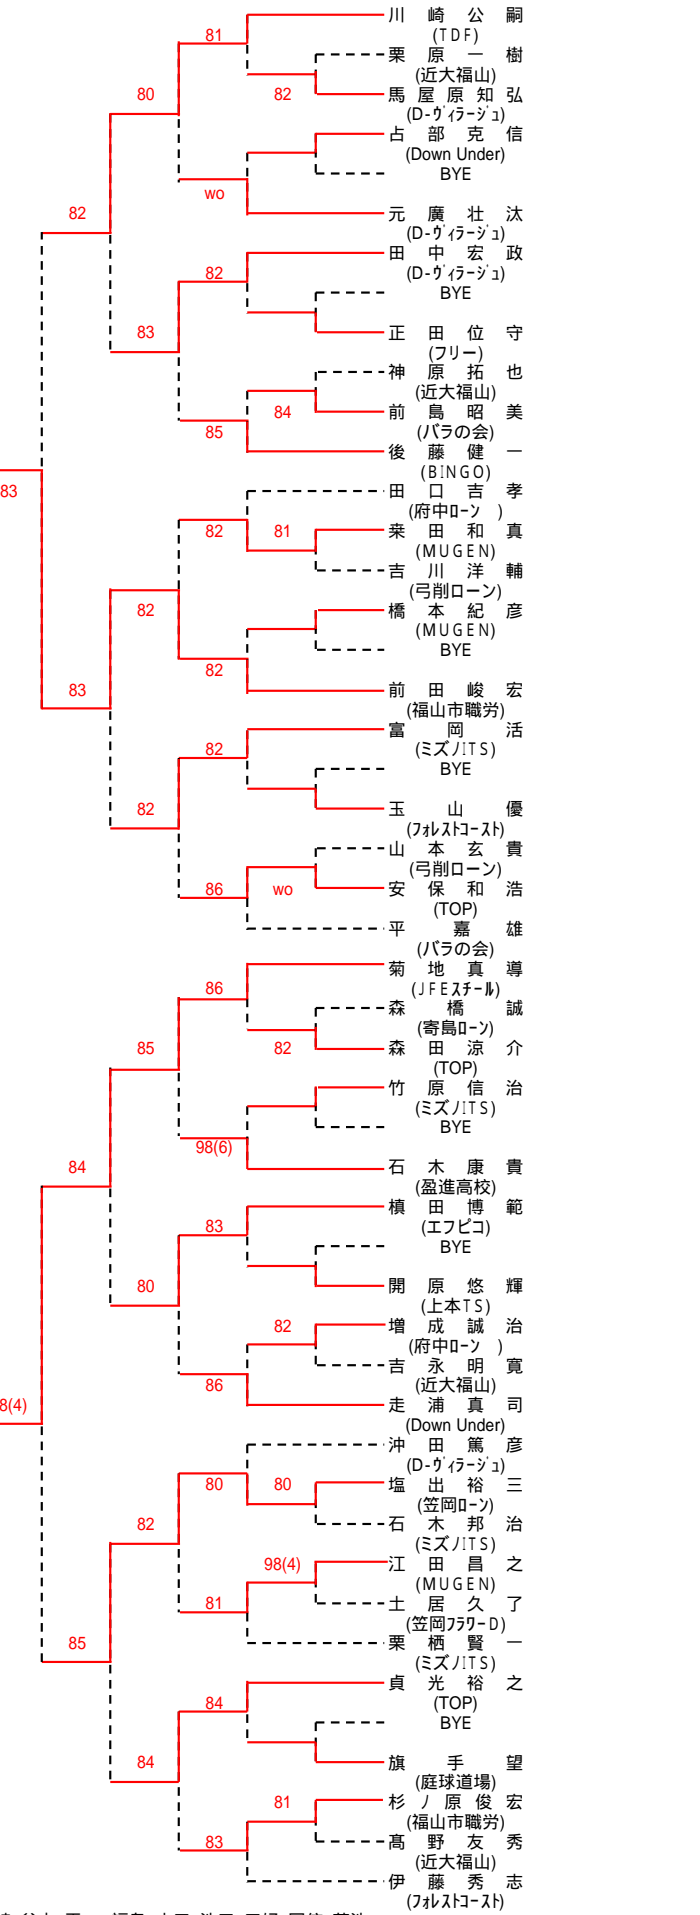 川崎公嗣
81
(TDF)
栗原一樹
(近大福山)
80
82
馬屋原知弘
(D-ヴィラージュ)
占部克信
(Down Under)
BYE
wo
82
元廣壮汰
(D-ヴィラージュ)
田中宏政
82
(D-ヴィラージュ)
BYE
83
正田位守
(フリー)
神原拓也
(近大福山)
84
前島昭美
85
(バラの会)
後藤健一
(BINGO)
83
田口吉孝
(府中ローン )
82
81
来田和真
(MUGEN)
吉川洋輔
(弓削ローン)
82
橋本紀彦
(MUGEN)
BYE
82
83
前田峻宏
(福山市職労)
富岡活
82
(ミズノITS)
BYE
82
玉山優
(フォレストコースト)
山本玄貴
(弓削ローン)
86
wo
安保和浩
(TOP)
平嘉雄
(バラの会)
菊地真導
86
(JFEスチール)
森橋誠
(寄島ローン)
85
82
森田涼介
(TOP)
竹原信治
(ミズノITS)
BYE
98(6)
84
石木康貴
(盈進高校)
槙田博範
83
(エフピコ)
BYE
80
開原悠輝
(上本TS)
82
増成誠治
(府中ローン )
吉永明寛
86
(近大福山)
8(4)
走浦真司
(Down Under)
沖田篤彦
(D-ヴィラージュ)
80
80
塩出裕三
(笠岡ローン)
82
石木邦治
(ミズノITS)
98(4)
江田昌之
(MUGEN)
81
土居久了
(笠岡フラワーD)
85
栗栖賢一
(ミズノITS)
貞光裕之
84
(TOP)
BYE
84
旗手望
(庭球道場)
81
杉ノ原俊宏
(福山市職労)
83
髙野友秀
(近大福山)
伊藤秀志
(フォレストコースト)